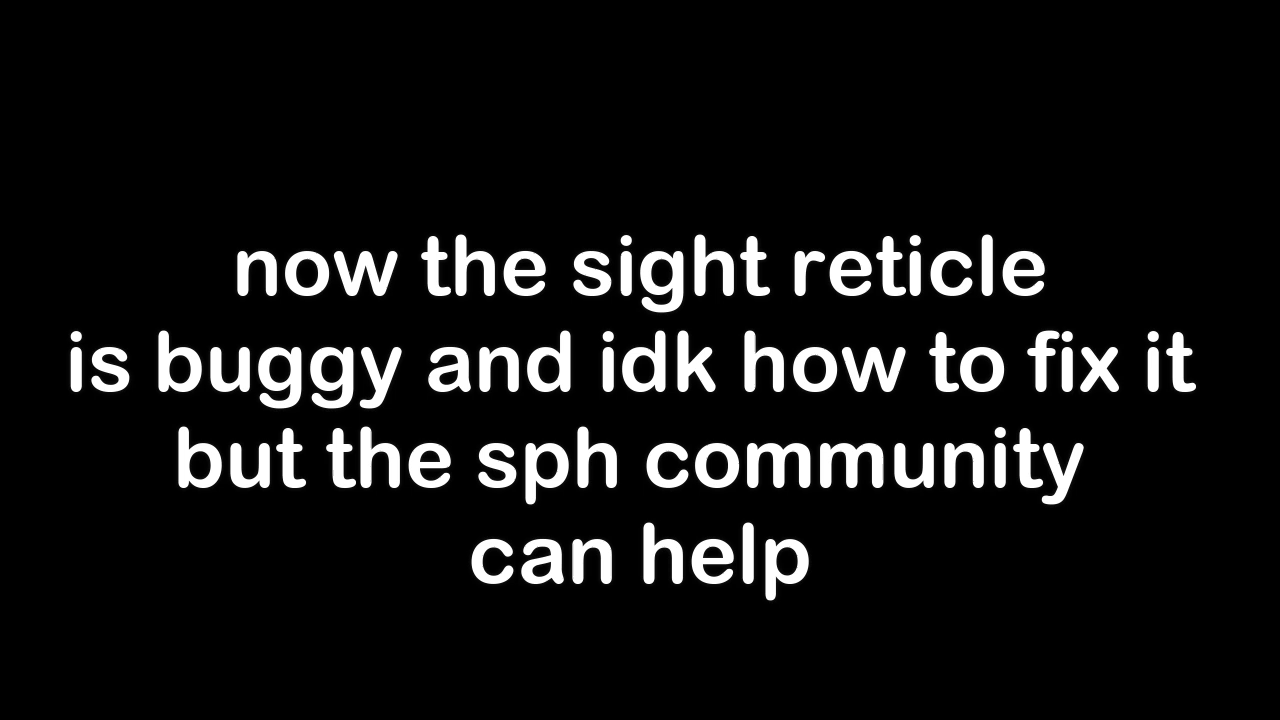 now the sight reticle
is buggy and idk how to fix it
but the sph community
can help